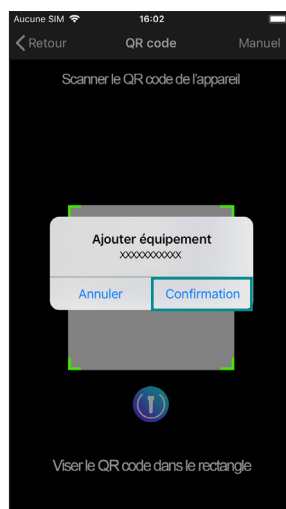 Aucune SIM 16:02
Retour QR code Manuel
Scanner le QR code de l'appareil
Ajouter équipement
xxxxxxxxxxx
Annuler Confirmation
Viser le QR code dans le rectangle